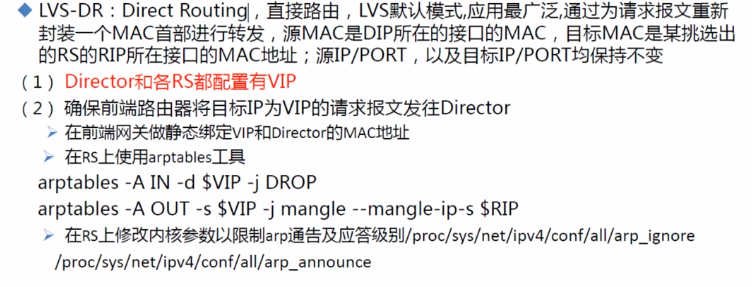 LVS-DR：Direct Routing，直接路由，LVS默认模式,应用最广泛,通过为请求报文重新
封装一个MAC首部进行转发，源MAC是DIP所在的接口的MAC，目标MAC是某挑选出
的RS的RIP所在接口的MAC地址；源IP/PORT，以及目标IP/PORT均保持不变
（1） Director和各RS都配置有VIP
（2） 确保前端路由器将目标IP为VIP的请求报文发往Director
在前端网关做静态绑定VIP和Director的MAC地址
在RS上使用arptables工具
arptables -A IN -d $VIP -j DROP
arptables -A OUT -s $VIP -j mangle --mangle-ip-s $RIP
在RS上修改内核参数以限制arp通告及应答级别/proc/sys/net/ipv4/conf/all/arp_ignore
/proc/sys/net/ipv4/conf/all/arp_announce